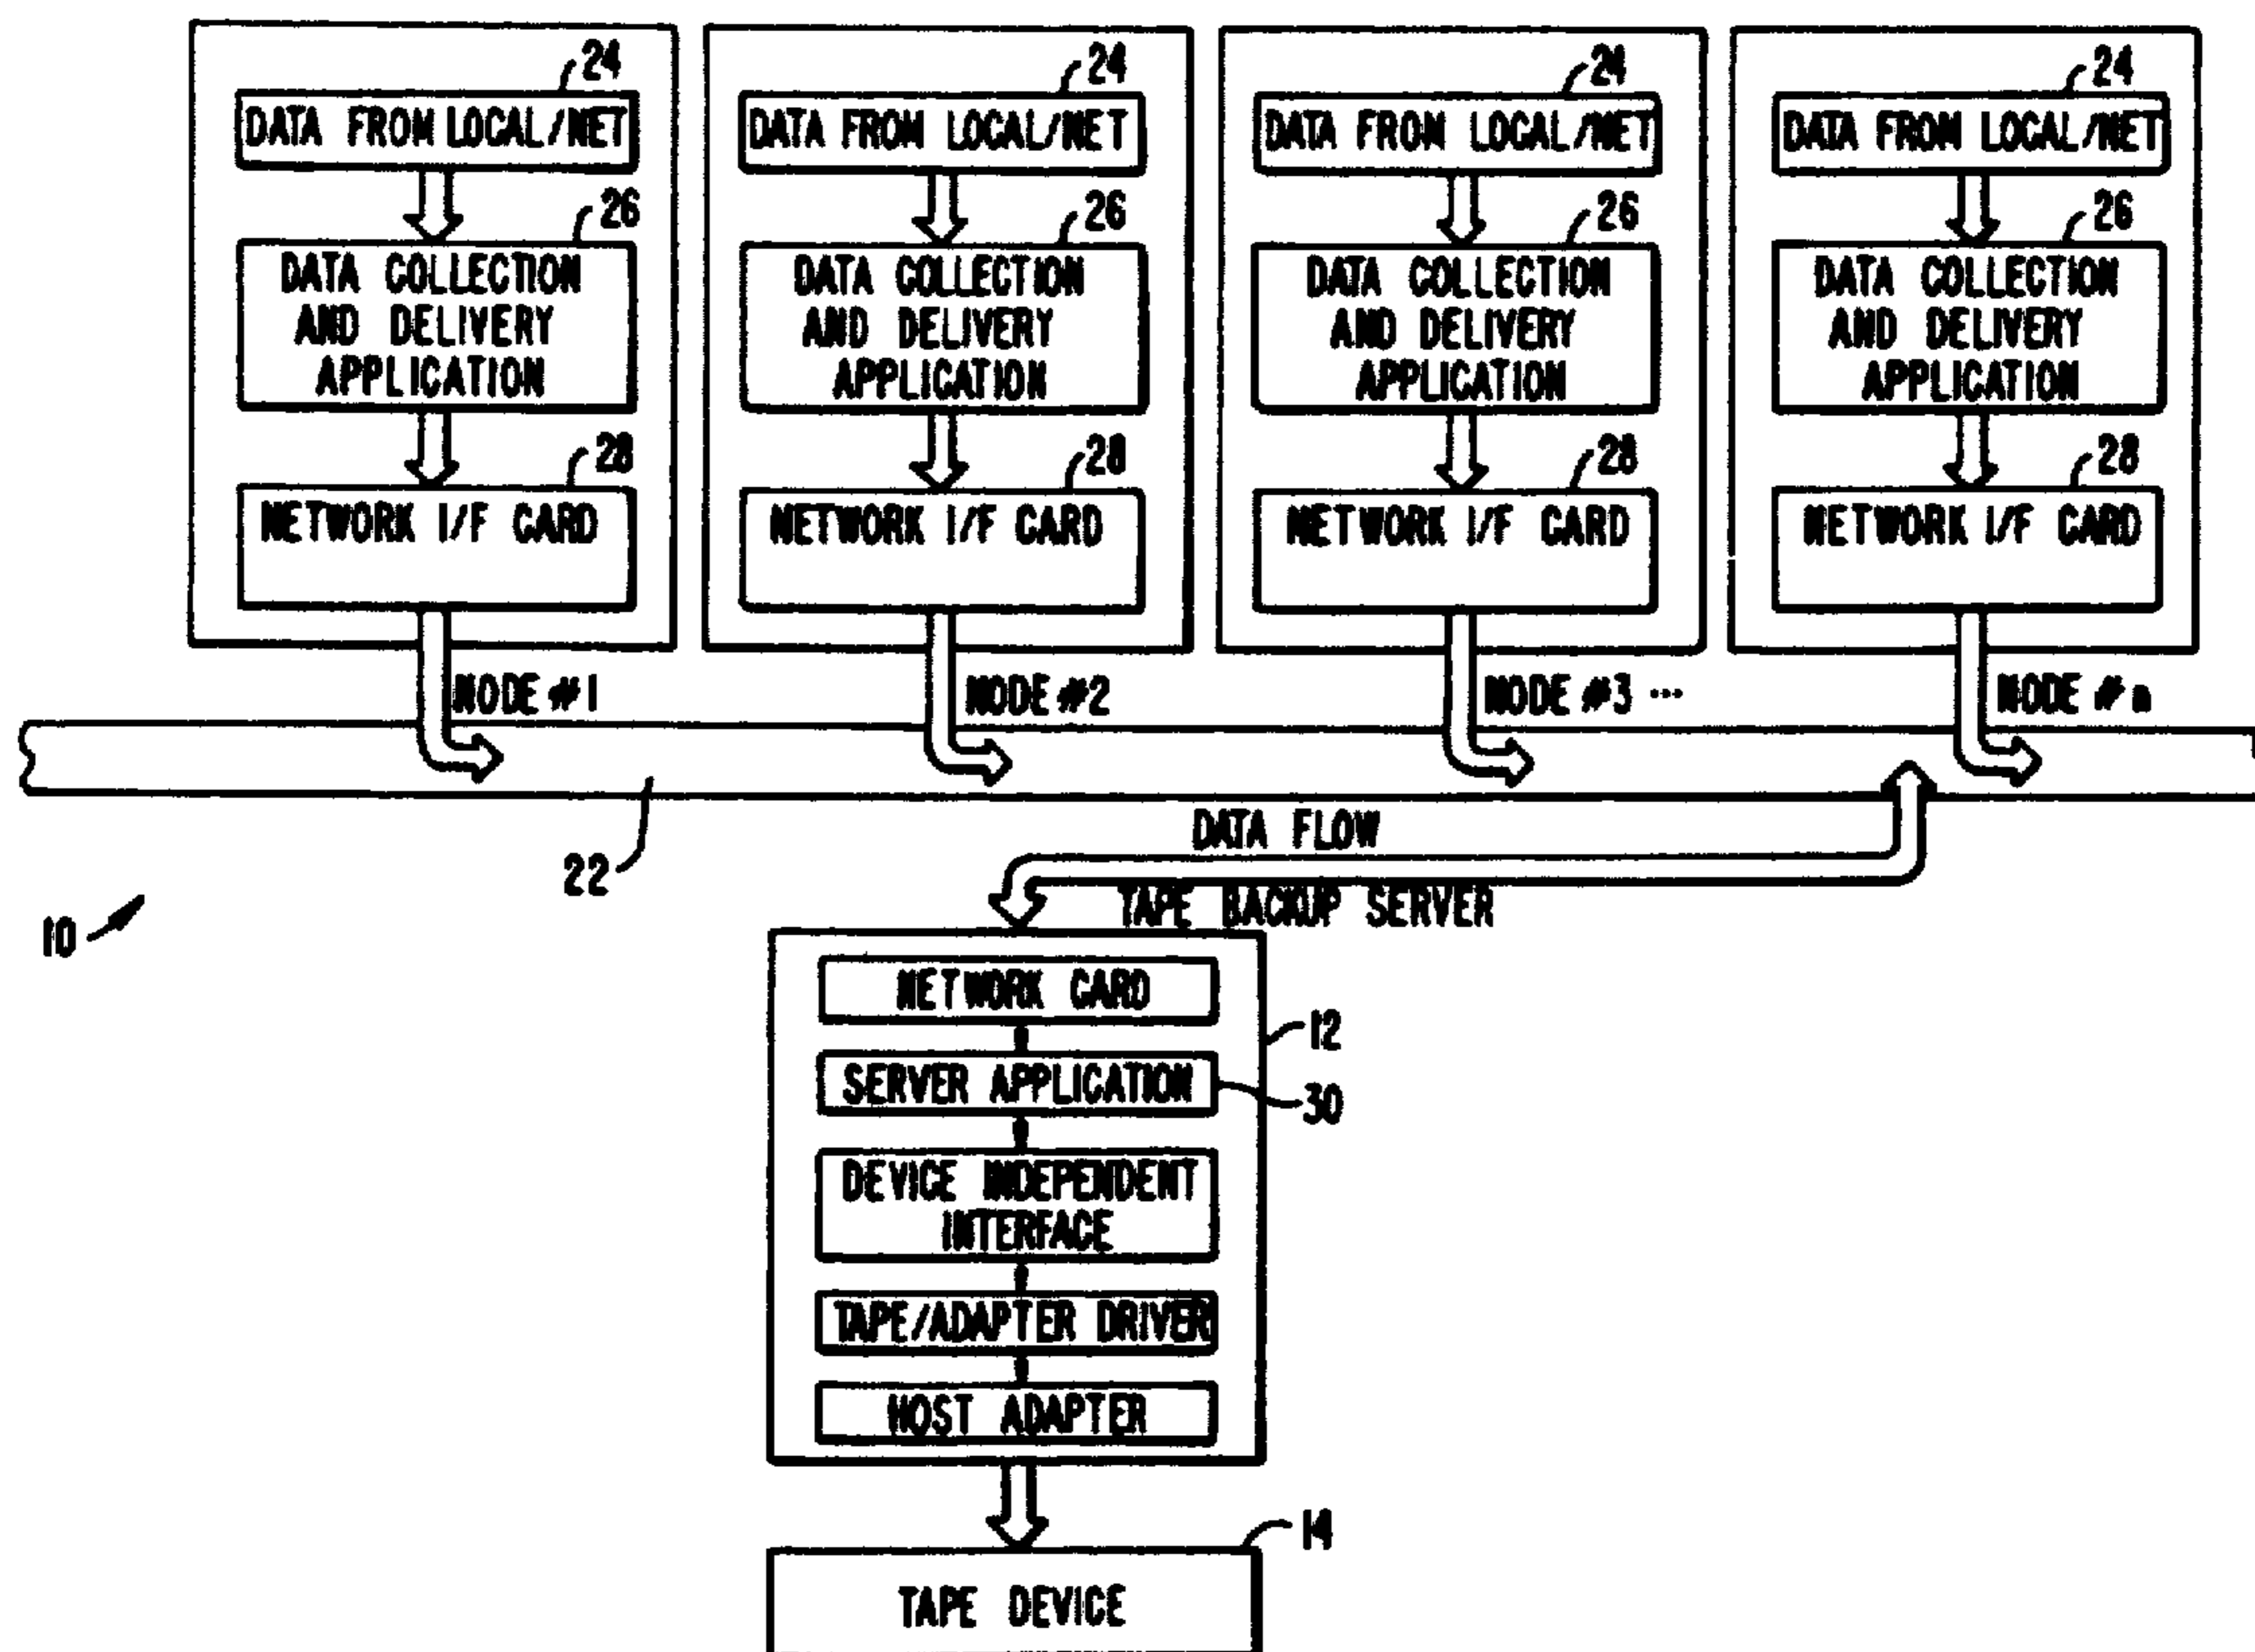 24 24 24 24
DATA FROM LOCAL/NET DATA FROM LOCAL/NET DATA FROM LOCAL/NET DATA FROM LOCAL/NET
26 26 26 26
DATA COLLECTION DATA COLLECTION DATA COLLECTION DATA COLLECTION
AND DELIVERY AND DELIVERY AND DELIVERY AND DELIVERY
APPLICATION APPLICATION APPLICATION APPLICATION
28 28 28 28
NETWORK I/F CARD NETWORK I/F CARD NETWORK I/F CARD NETWORK I/F CARD
NODE #1 NODE #2 NODE #3 ... NODE #n
DATA FLOW
22
TAPE BACKUP SERVER
10
NETWORK CARD
12
SERVER APPLICATION
30
DEVICE INDEPENDENT
INTERFACE
TAPE/ADAPTER DRIVER
HOST ADAPTER
14
TAPE DEVICE